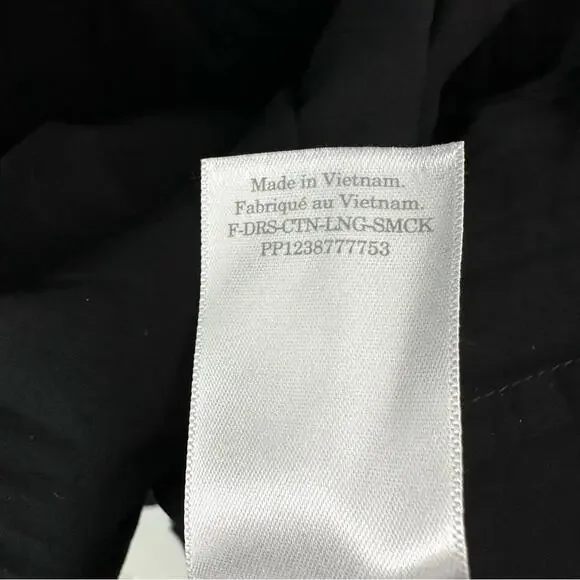 Made in Vietnam.
Fabriqué au Vietnam.
F-DRS-CTN-LNG-SMCK
PP1238777753